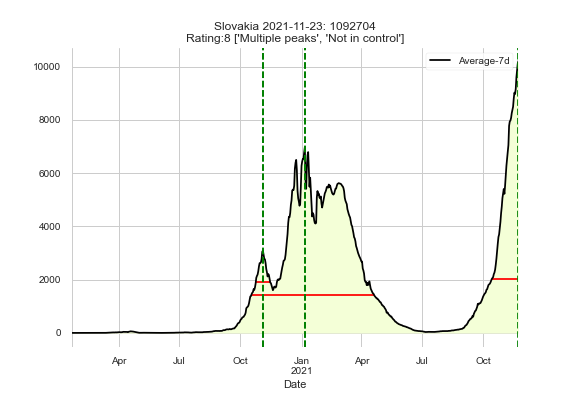 Slovakia 2021-11-23: 1092704
Rating:8 ['Multiple peaks', 'Not in control']
Average-7d
10000
8000
6000
4000
2000
0
Apr
Jul
Oct
Jan
2021
Apr
Jul
Oct
Date